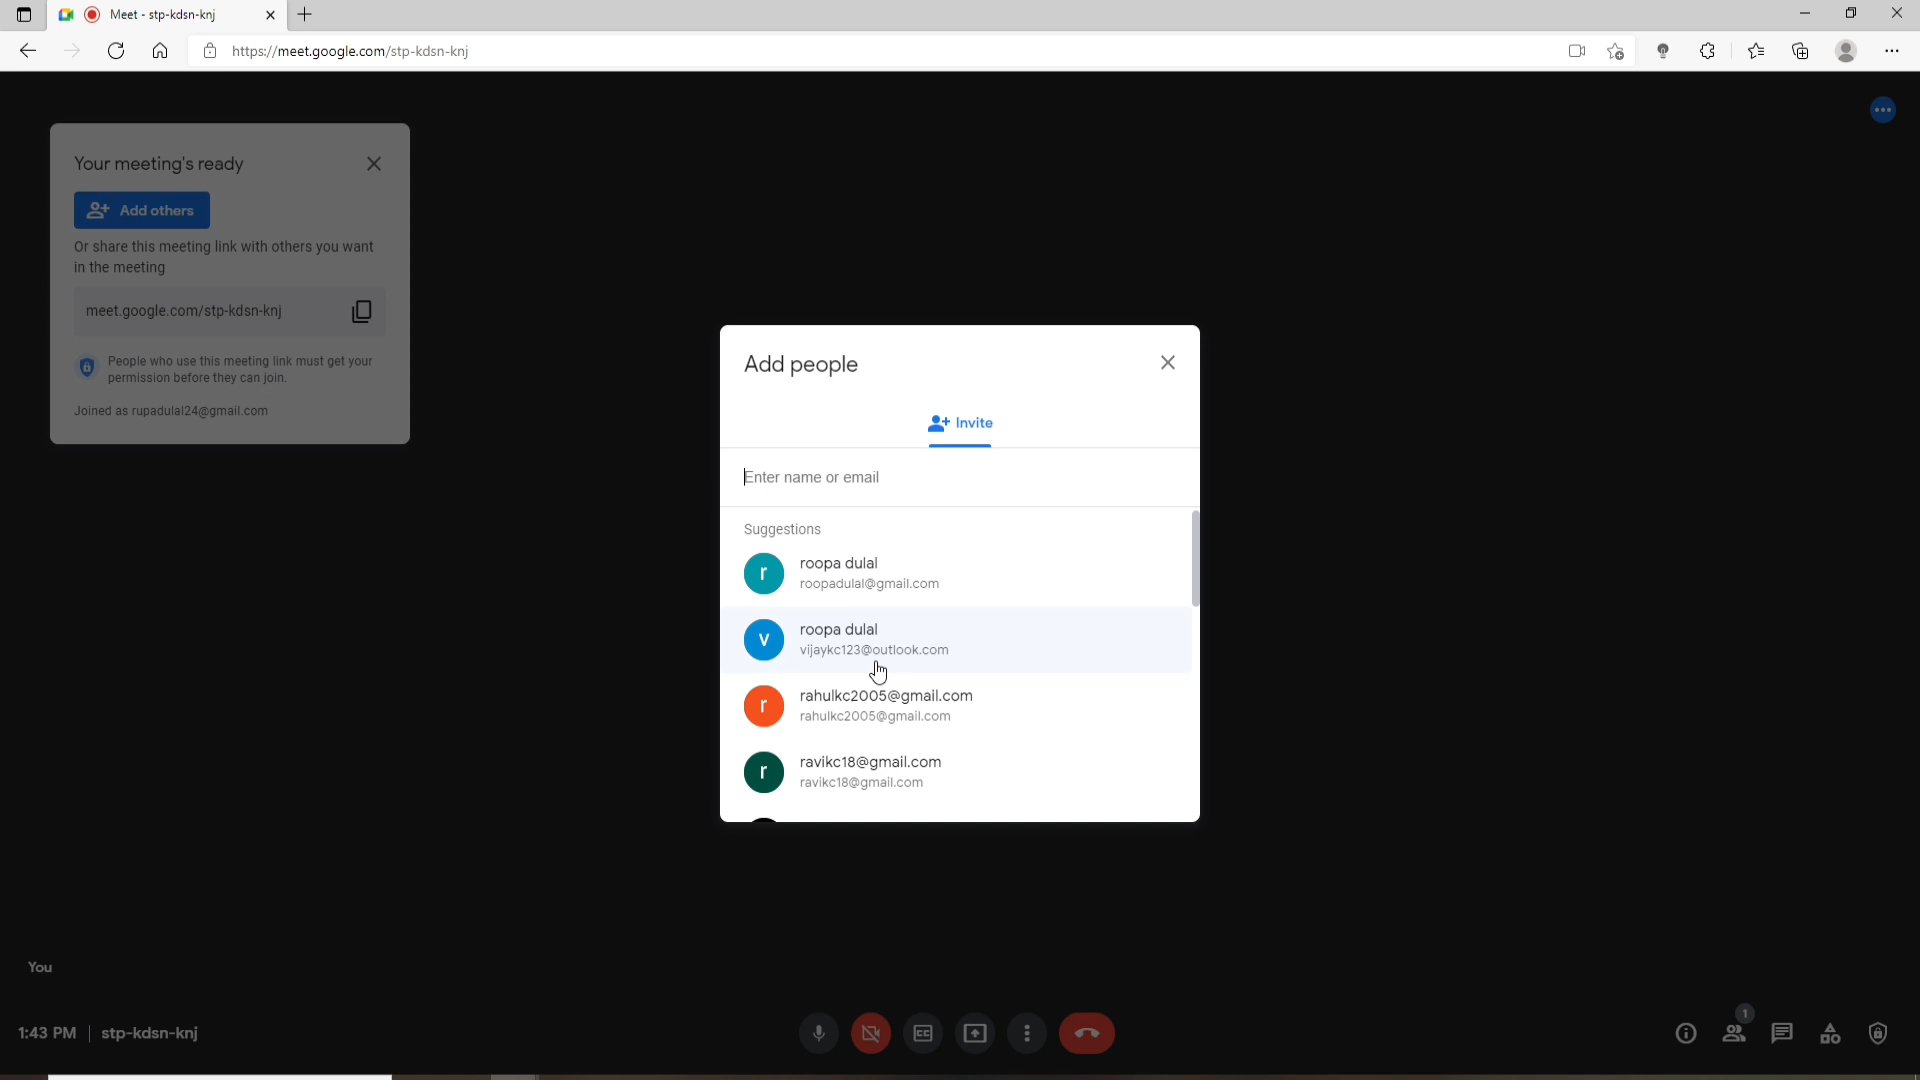 Meet - stp-kdsn-knj
https://meet.google.com/stp-kdsn-knj
Your meeting's ready
Add others
Or share this meeting link with others you want
in the meeting
meet.google.com/stp-kdsn-knj
People who use this meeting link must get your
permission before they can join.
Joined as rupadulal24@gmail.com
Add people
Invite
Enter name or email
Suggestions
r
roopa dulal
roopadulal@gmail.com
v
roopa dulal
vijaykc123@outlook.com
r
rahulkc2005@gmail.com
rahulkc2005@gmail.com
r
ravikc18@gmail.com
ravikc18@gmail.com
You
1:43 PM | stp-kdsn-knj
CC
1